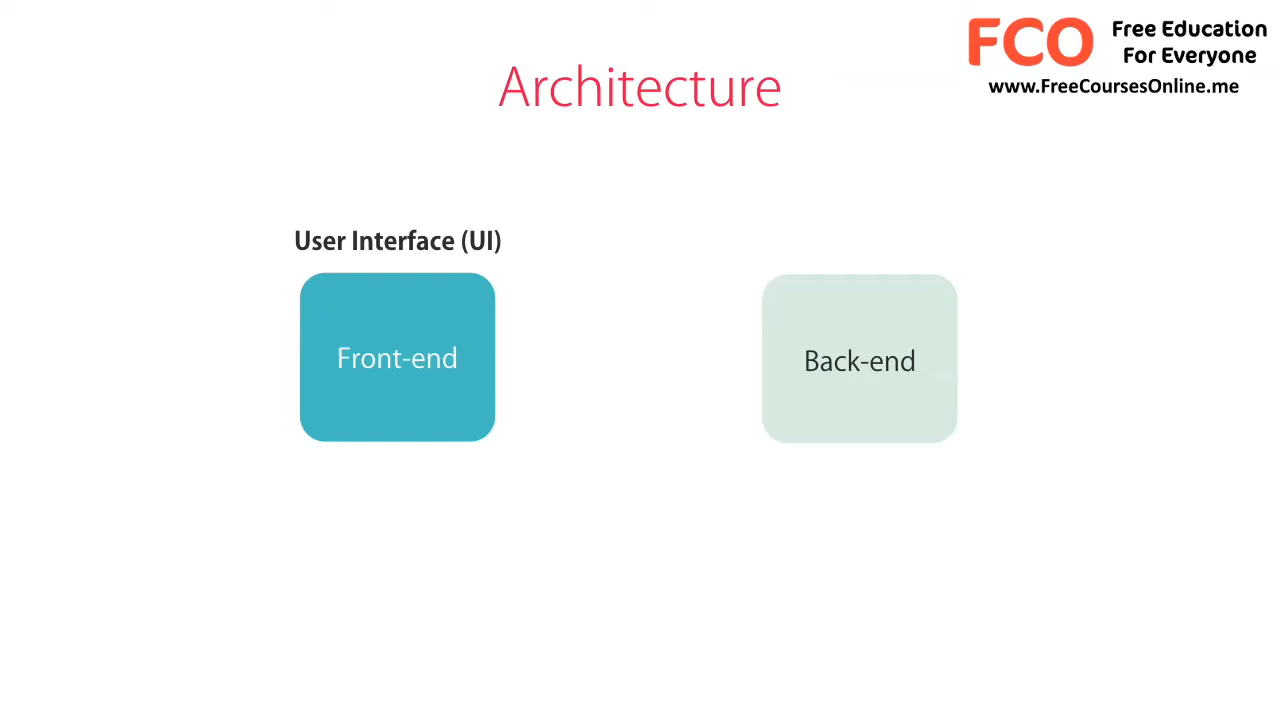 FCO
Free Education
For Everyone
www.FreeCoursesOnline.me
Architecture
User Interface (UI)
Front-end
Back-end